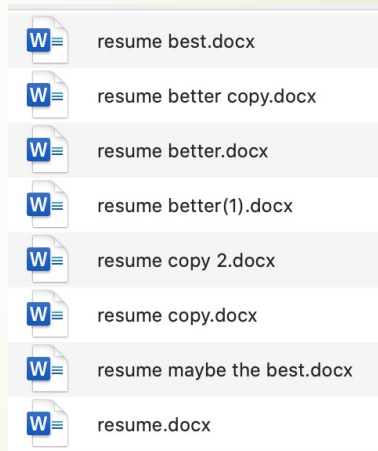 W resume best.docx
W resume better copy.docx
W resume better.docx
W resume better(1).docx
W resume copy 2.docx
W resume copy.docx
W resume maybe the best.docx
W resume.docx